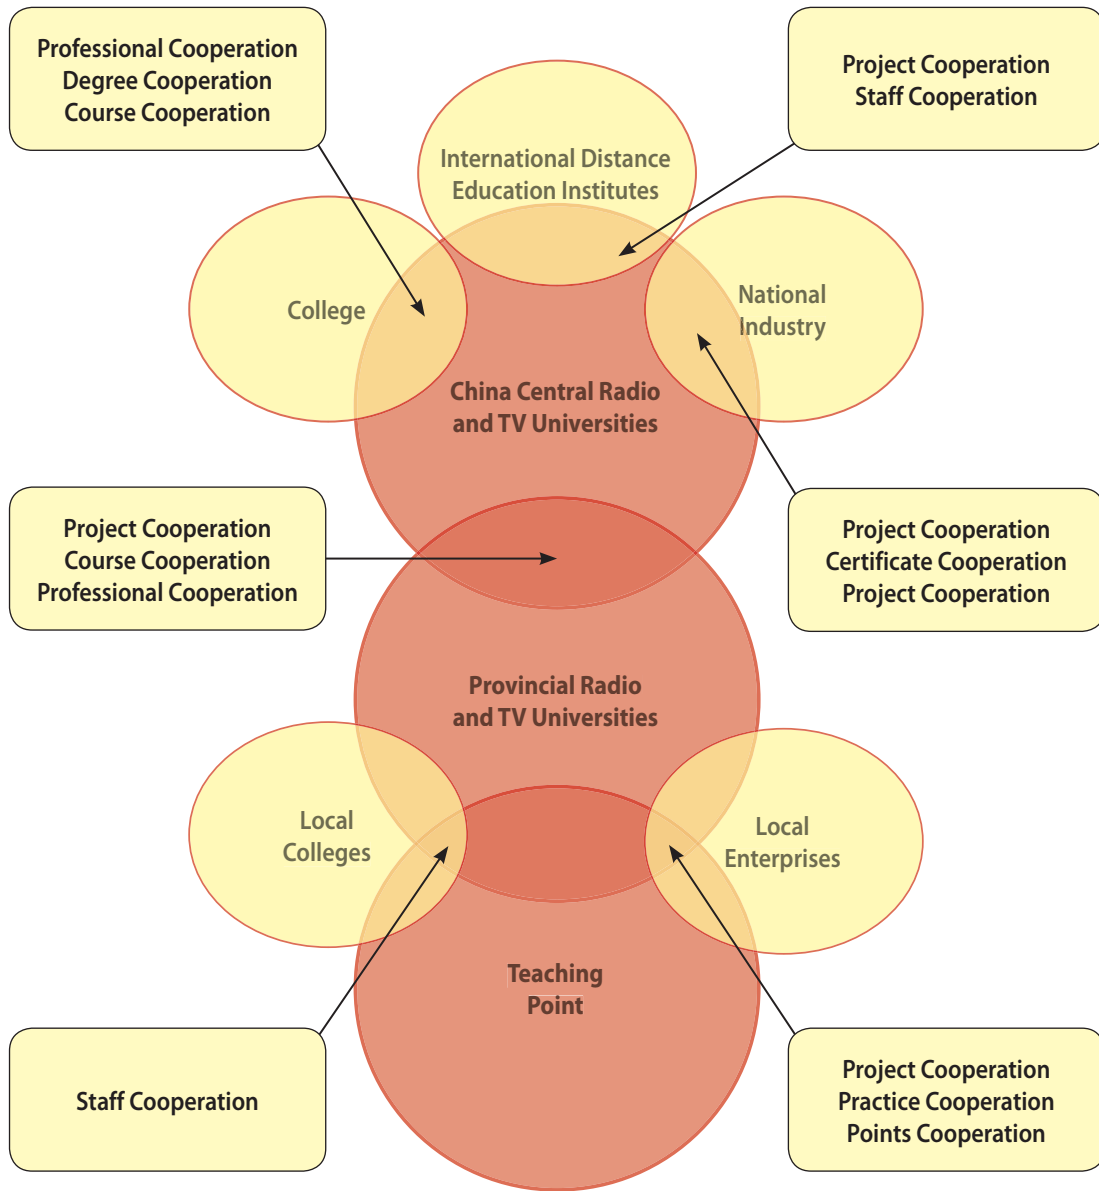 Professional Cooperation
Degree Cooperation
Course Cooperation
Project Cooperation
Staff Cooperation
International Distance
Education Institutes
College
National
Industry
China Central Radio
and TV Universities
Project Cooperation
Course Cooperation
Professional Cooperation
Project Cooperation
Certificate Cooperation
Project Cooperation
Provincial Radio
and TV Universities
Local
Colleges
Local
Enterprises
Teaching
Point
Staff Cooperation
Project Cooperation
Practice Cooperation
Points Cooperation